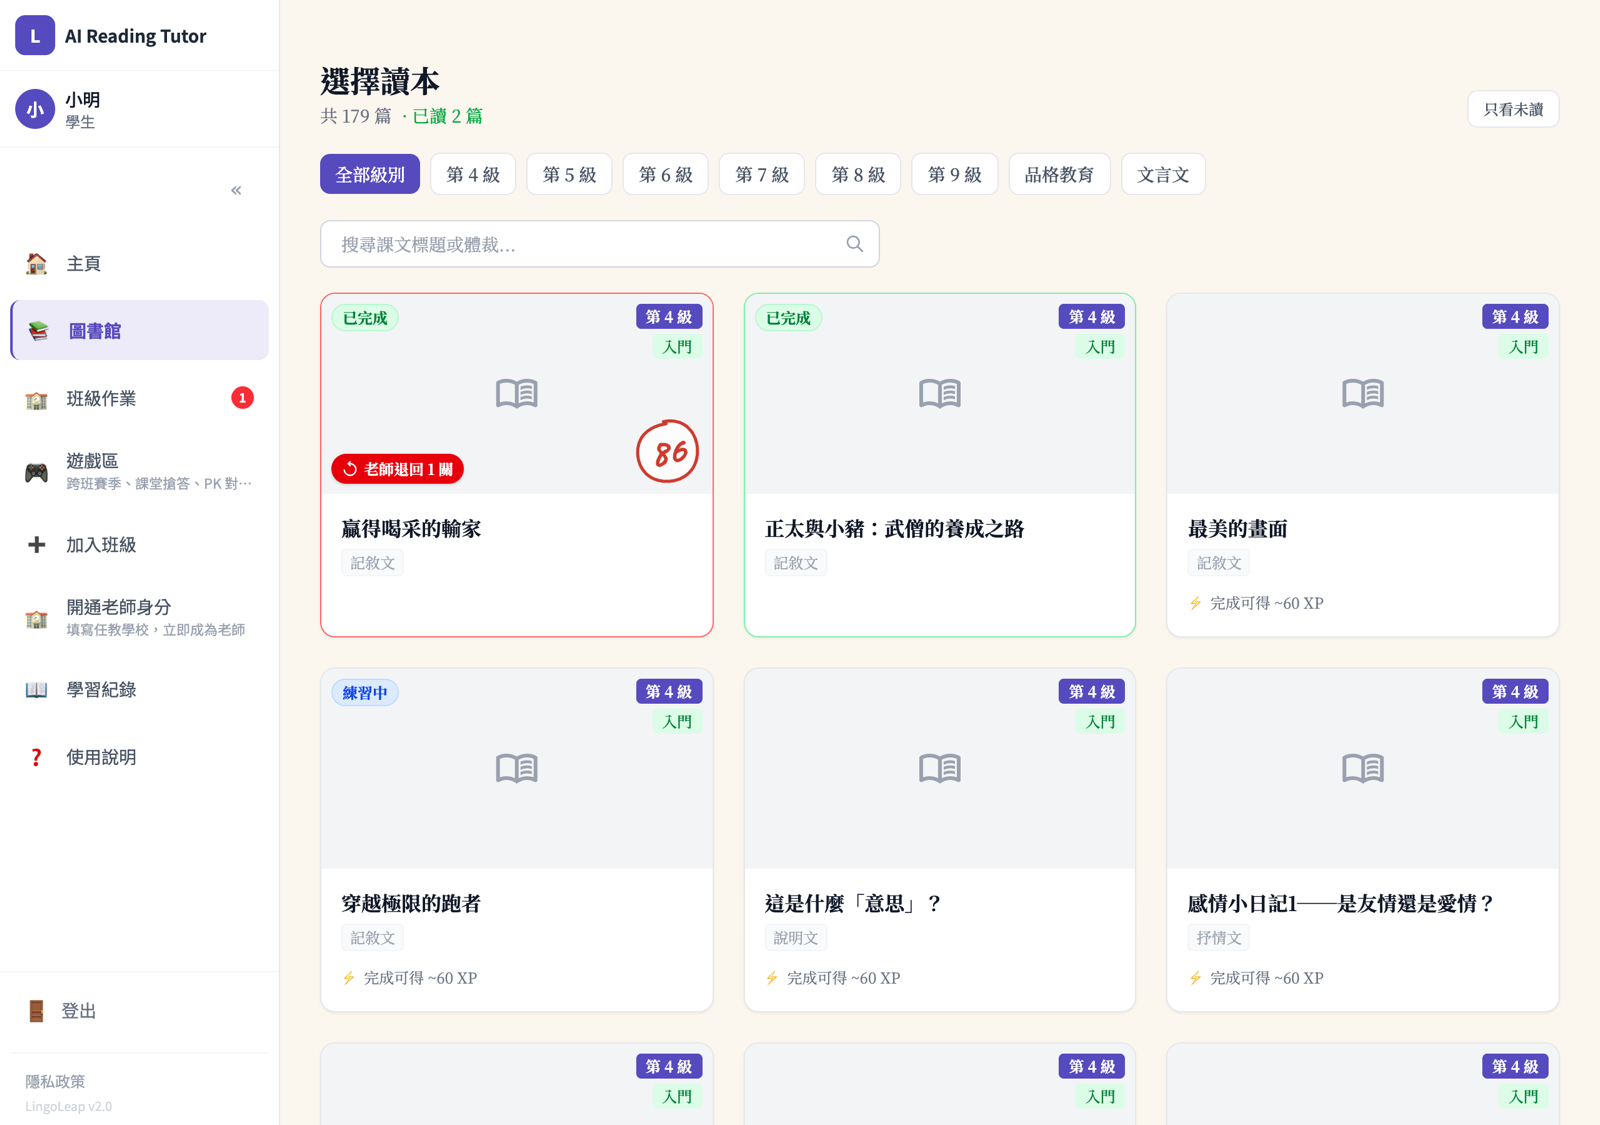 L
AI Reading Tutor
小
小明
學生
«
主頁
圖書館
班級作業
1
遊戲區
跨班賽季、課堂搶答、PK 對…
加入班級
開通老師身分
填寫任教學校，立即成為老師
學習紀錄
使用說明
登出
隱私政策
LingoLeap v2.0
選擇讀本
共 179 篇 · 已讀 2 篇
只看未讀
全部級別
第 4 級
第 5 級
第 6 級
第 7 級
第 8 級
第 9 級
品格教育
文言文
搜尋課文標題或體裁...
已完成
第 4 級
入門
86
老師退回 1 關
贏得喝采的輸家
記敘文
已完成
第 4 級
入門
正太與小豬：武僧的養成之路
記敘文
第 4 級
入門
最美的畫面
記敘文
⚡ 完成可得 ~60 XP
練習中
第 4 級
入門
穿越極限的跑者
記敘文
⚡ 完成可得 ~60 XP
第 4 級
入門
這是什麼「意思」？
說明文
⚡ 完成可得 ~60 XP
第 4 級
入門
感情小日記1——是友情還是愛情？
抒情文
⚡ 完成可得 ~60 XP
第 4 級
入門
第 4 級
入門
第 4 級
入門